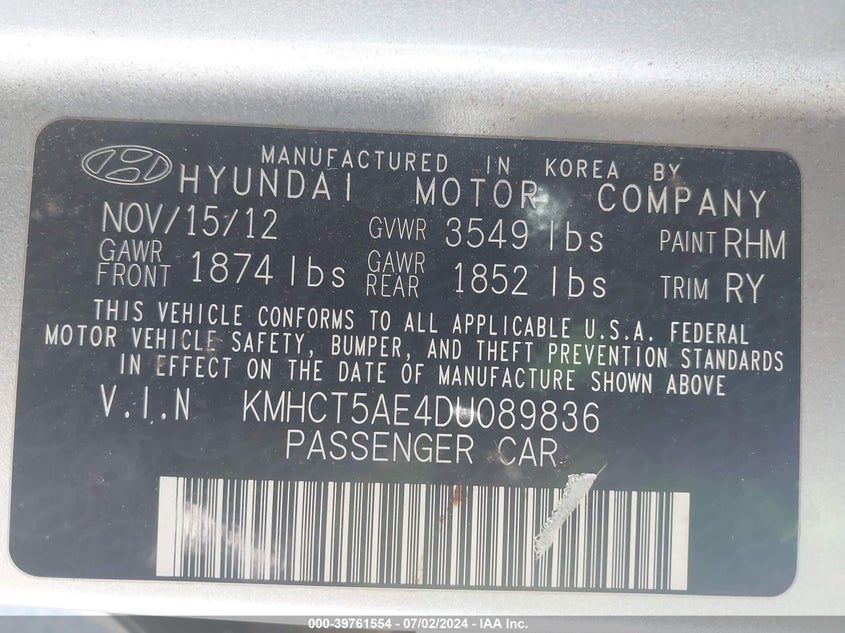 MANUFACTURED IN KOREA BY
HYUNDAI MOTOR COMPANY
NOV/15/12 GVWR 3549 lbs PAINT RHM
GAWR FRONT 1874 lbs GAWR REAR 1852 lbs TRIM RY
THIS VEHICLE CONFORMS TO ALL APPLICABLE U.S.A. FEDERAL
MOTOR VEHICLE SAFETY, BUMPER, AND THEFT PREVENTION STANDARDS
IN EFFECT ON THE DATE OF MANUFACTURE SHOWN ABOVE
V.I.N KMHCT5AE4DU089836
PASSENGER CAR
000-39761554 - 07/02/2024 - IAA Inc.